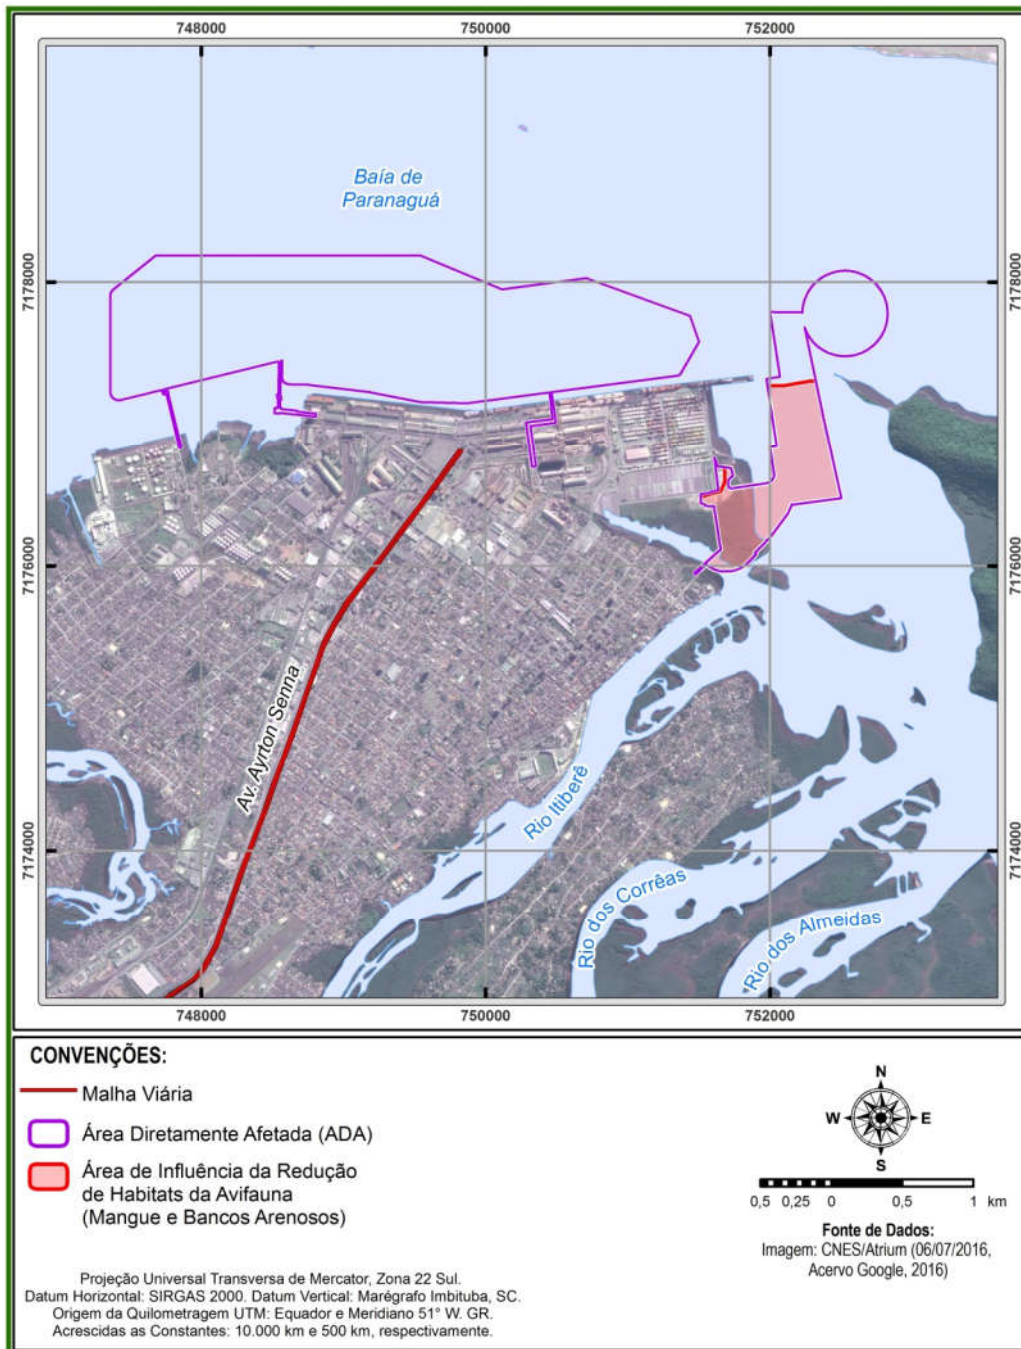 748000
750000
752000
Baía de
Paranaguá
7178000
7178000
7176000
7176000
Av. Ayrton Senna
Rio Itiberê
7174000
7174000
Rio dos Corrêas
Rio dos Almeidas
748000
750000
752000
CONVENÇÕES:
Malha Viária
Área Diretamente Afetada (ADA)
Área de Influência da Redução
de Habitats da Avifauna
(Mangue e Bancos Arenosos)
N
W
E
S
0,5 0,25 0 0,5 1 km
Fonte de Dados:
Imagem: CNES/Atrium (06/07/2016,
Acervo Google, 2016)
Projeção Universal Transversa de Mercator, Zona 22 Sul.
Datum Horizontal: SIRGAS 2000. Datum Vertical: Marégrafo Imbituba, SC.
Origem da Quilometragem UTM: Equador e Meridiano 51° W. GR.
Acrescidas as Constantes: 10.000 km e 500 km, respectivamente.